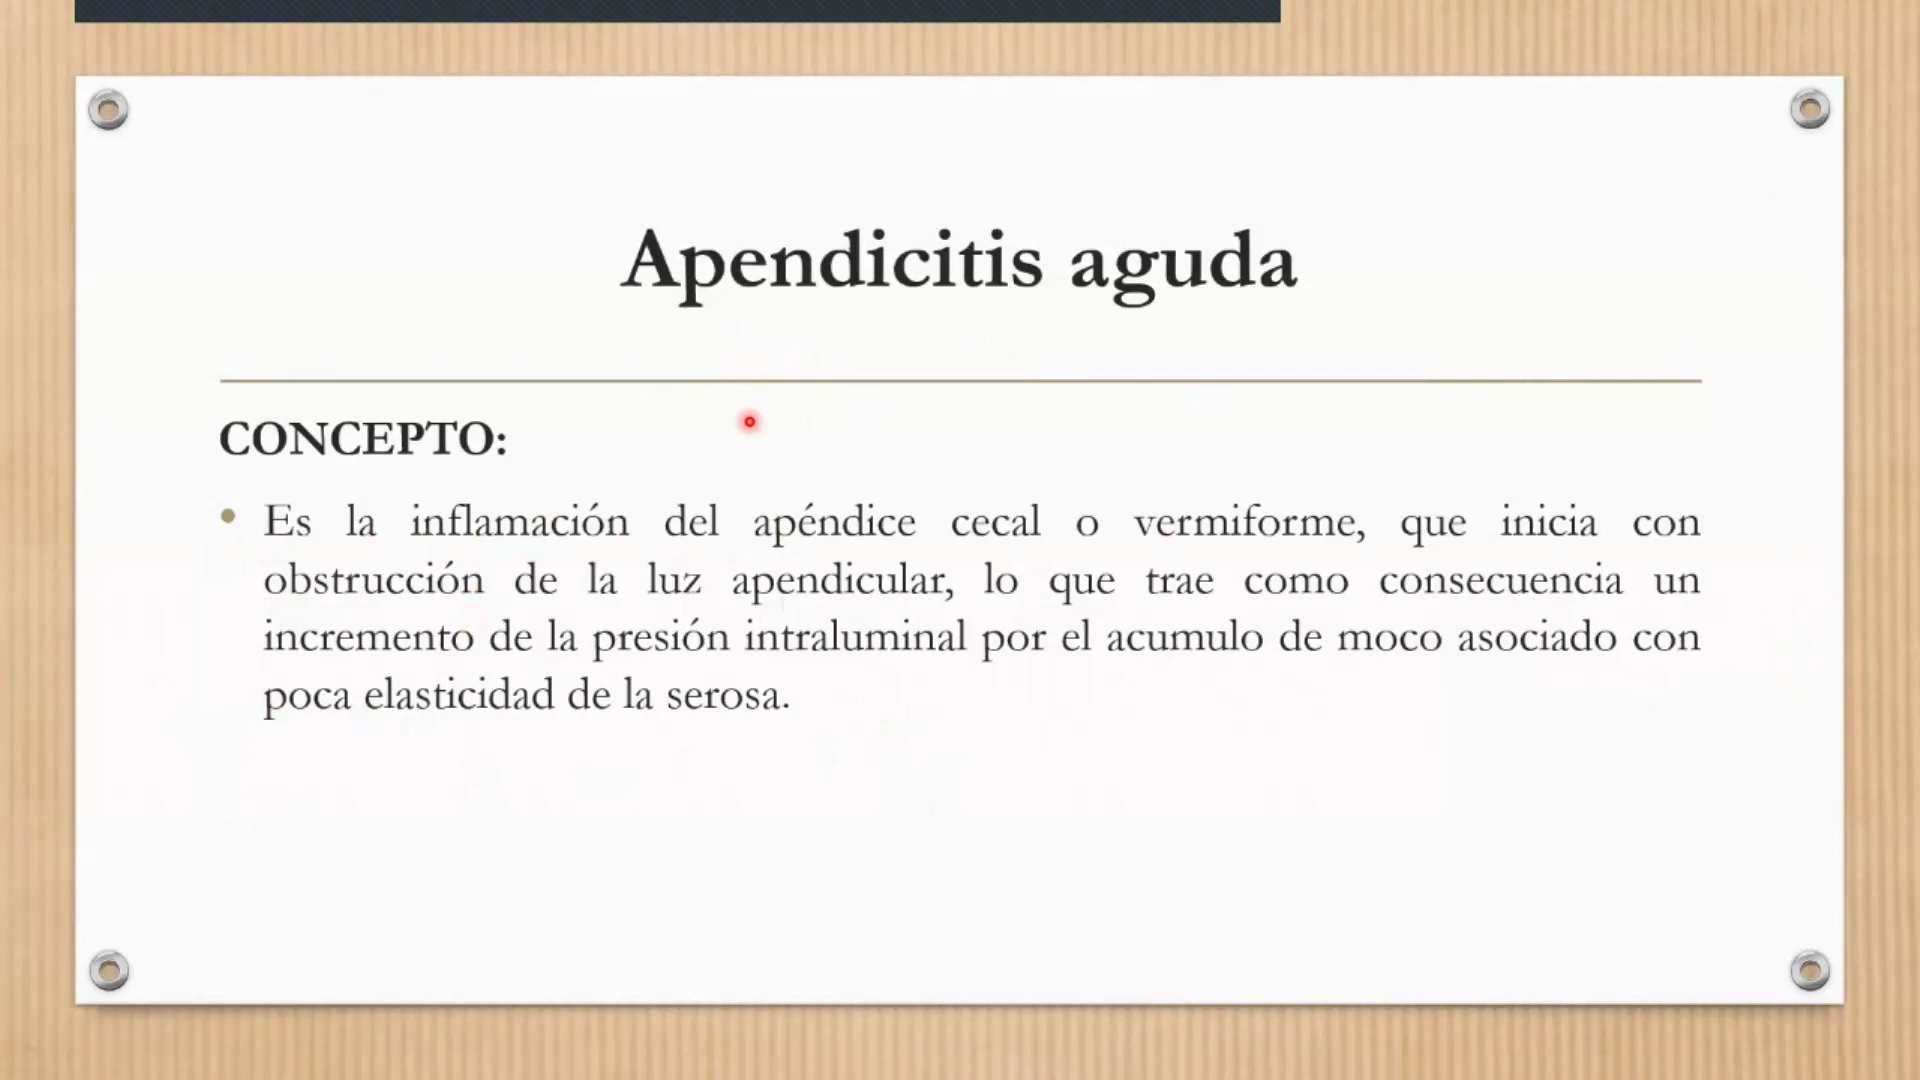 Apendicitis aguda
CONCEPTO:
• Es la inflamación del apéndice cecal o vermiforme, que inicia con
obstrucción de la luz apendicular, lo que trae como consecuencia un
incremento de la presión intraluminal por el acumulo de moco asociado con
poca elasticidad de la serosa.